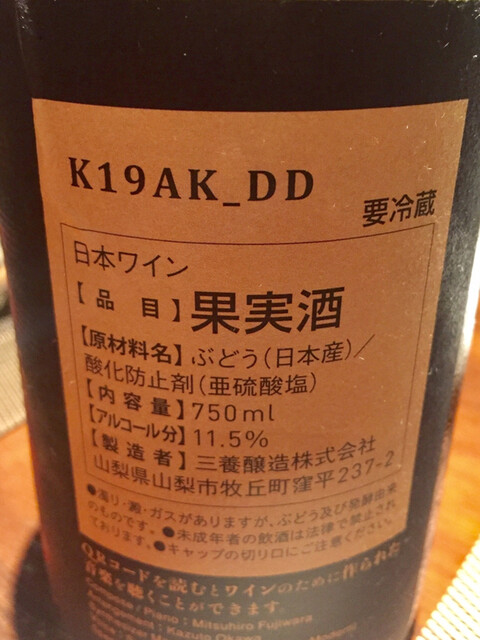 K19AK_DD
要冷蔵
日本ワイン
【品目】果実酒
【原材料名】ぶどう(日本産)/
酸化防止剤(亜硫酸塩)
【内容量】750ml
【アルコール分】11.5%
【製造者】三養醸造株式会社
山梨県山梨市牧丘町窪平237-2
●濁り・澱・ガスがありますが、ぶどう及び発酵由来
のものです。●未成年者の飲酒は法律で禁止され
ております。●キャップの切り口にご注意ください。
QRコードを読むとワインのために作られた
音楽を聴くことができます。
/ Piano : Mitsuhiro Fujiwara
: Kazuto Okawa